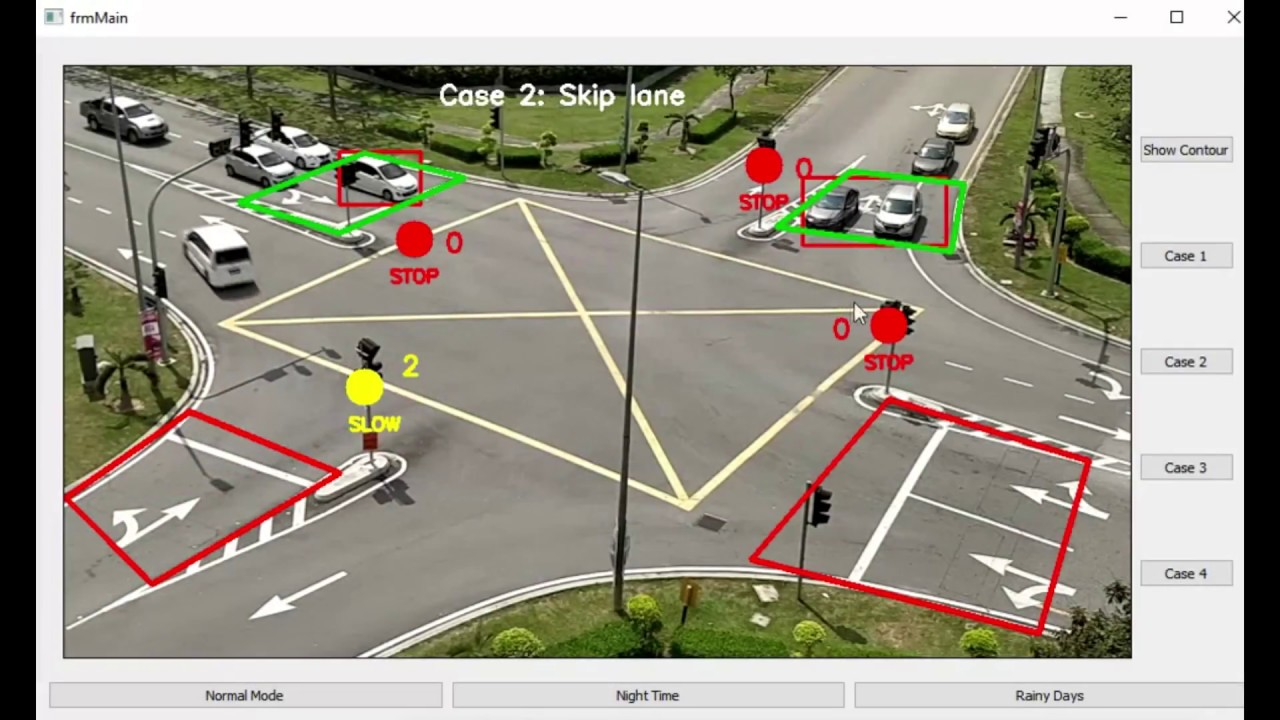 frmMain
Case 2: Skip lane
0
STOP
0
STOP
0
STOP
2
SLOW
Show Contour
Case 1
Case 2
Case 3
Case 4
Normal Mode
Night Time
Rainy Days